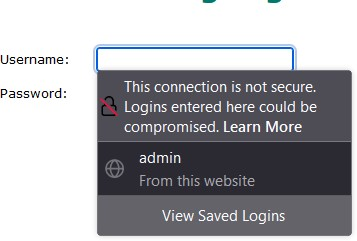 Username:
This connection is not secure.
Logins entered here could be
compromised. Learn More
Password:
admin
From this website
View Saved Logins